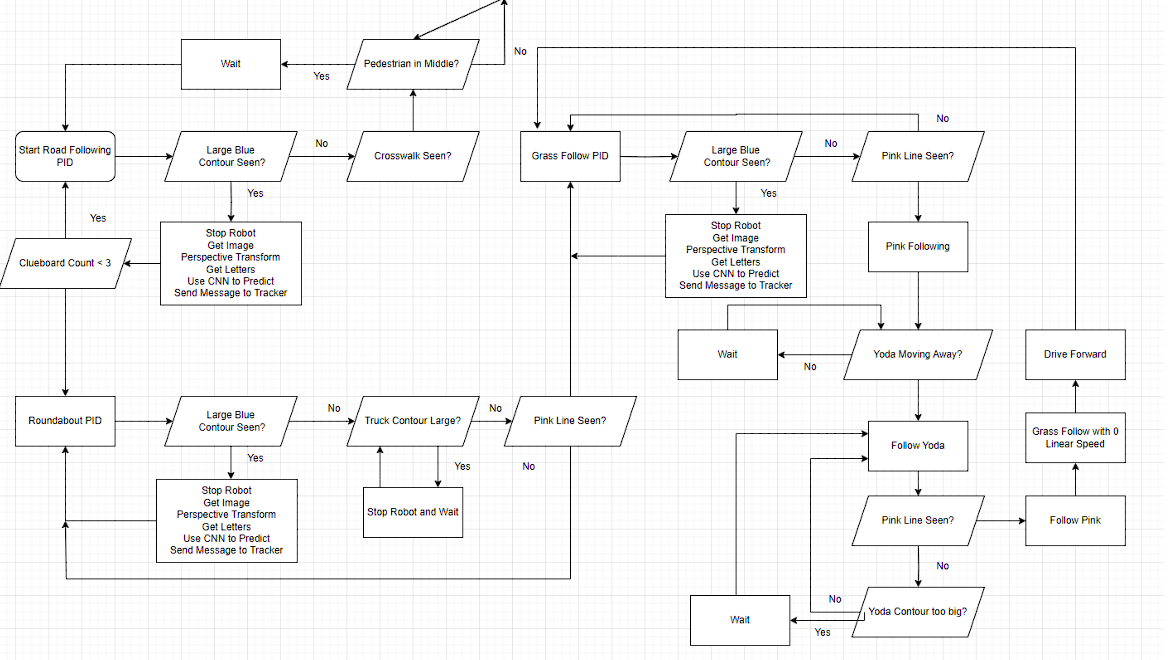 No
Wait
Yes
Pedestrian in Middle?
No
Start Road Following
PID
Large Blue
Contour Seen?
No
Crosswalk Seen?
Grass Follow PID
Large Blue
Contour Seen?
No
Pink Line Seen?
Yes
Yes
Yes
Stop Robot
Get Image
Perspective Transform
Get Letters
Use CNN to Predict
Send Message to Tracker
Clueboard Count < 3
Stop Robot
Get Image
Perspective Transform
Get Letters
Use CNN to Predict
Send Message to Tracker
Pink Following
Wait
No
Yoda Moving Away?
Drive Forward
Roundabout PID
Large Blue
Contour Seen?
No
Truck Contour Large?
No
Pink Line Seen?
Follow Yoda
Grass Follow with 0
Linear Speed
Yes
Yes
No
Stop Robot
Get Image
Perspective Transform
Get Letters
Use CNN to Predict
Send Message to Tracker
Stop Robot and Wait
Pink Line Seen?
Follow Pink
No
No
Yoda Contour too big?
Wait
Yes